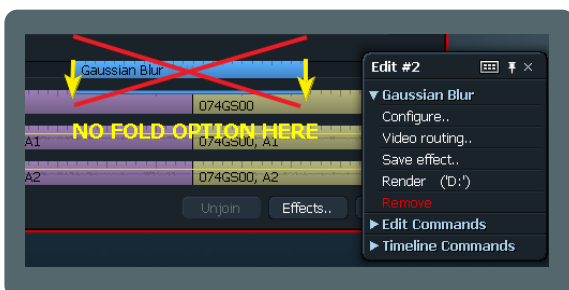 Gaussian Blur
074GS00
NO FOLD OPTION HERE
A1
074GS00, A1
A2
074GS00, A2
Unjoin
Effects..
Edit #2
Gaussian Blur
Configure..
Video routing..
Save effect..
Render ('D:')
Remove
Edit Commands
Timeline Commands